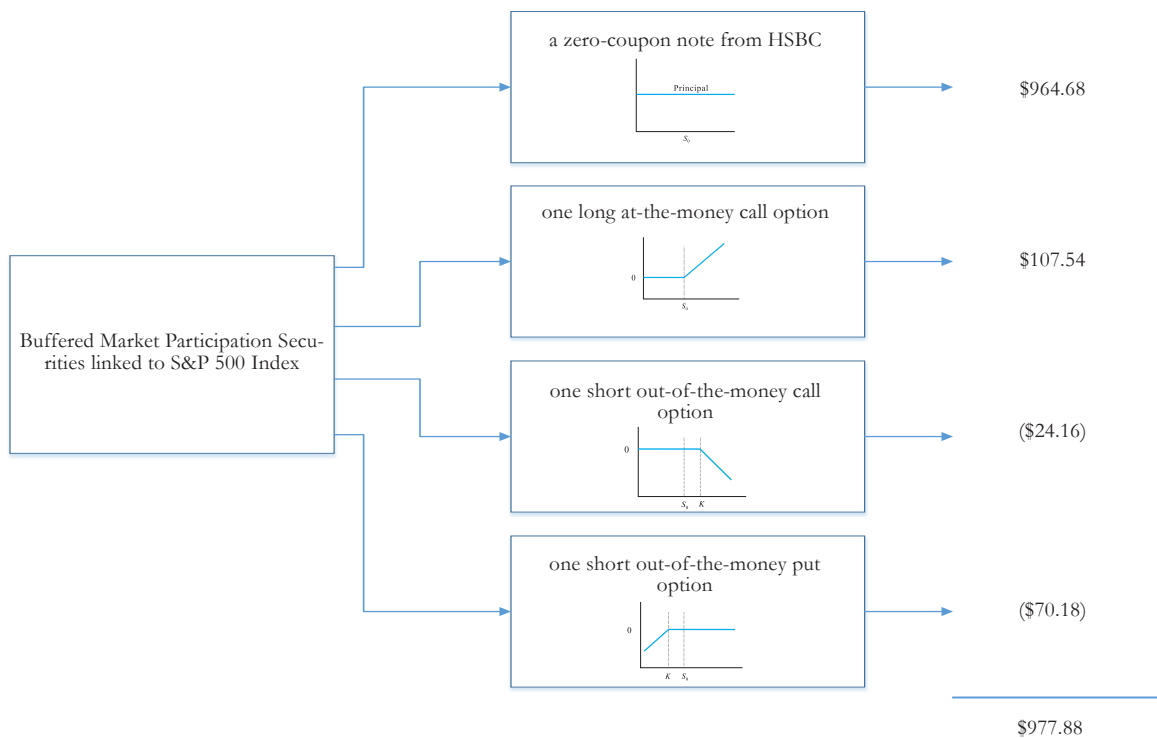 a zero-coupon note from HSBC
Principal
S0
$964.68
one long at-the-money call option
0
S0
$107.54
Buffered Market Participation Secu-
rities linked to S&P 500 Index
one short out-of-the-money call
option
0
S0 K
($24.16)
one short out-of-the-money put
option
0
K S0
($70.18)
$977.88